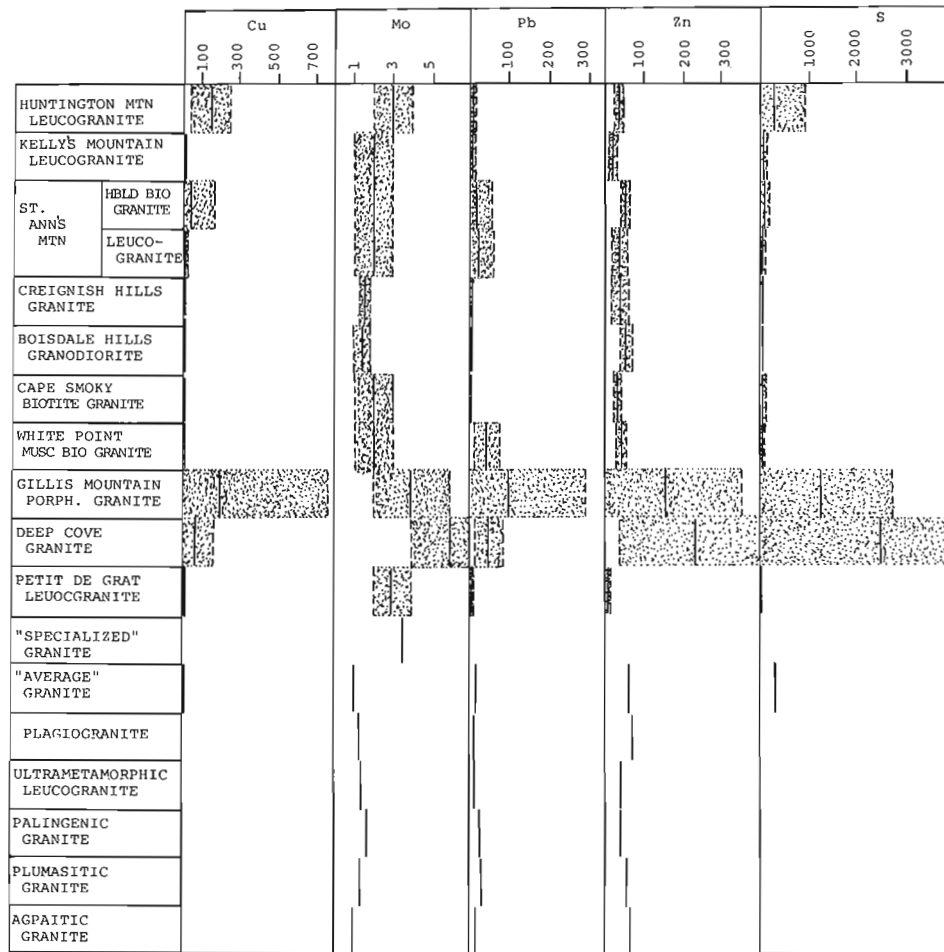 Cu Mo Pb Zn S
100 300 500 700 1 3 5 100 300 100 200 300 1000 2000 3000
HUNTINGTON MTN
LEUCOGRANITE
KELLY'S MOUNTAIN
LEUCOGRANITE
ST.
ANN'S
MTN
HBLD BIO
GRANITE
LEUCO-
GRANITE
CREIGNISH HILLS
GRANITE
BOISDALE HILLS
GRANODIORITE
CAPE SMOKY
BIOTITE GRANITE
WHITE POINT
MUSC BIO GRANITE
GILLIS MOUNTAIN
PORPH. GRANITE
DEEP COVE
GRANITE
PETIT DE GRAT
LEUOCGRANITE
"SPECIALIZED"
GRANITE
"AVERAGE"
GRANITE
PLAGIOGRANITE
ULTRAMETAMORPHIC
LEUCOGRANITE
PALINGENIC
GRANITE
PLUMASITIC
GRANITE
AGPAITIC
GRANITE